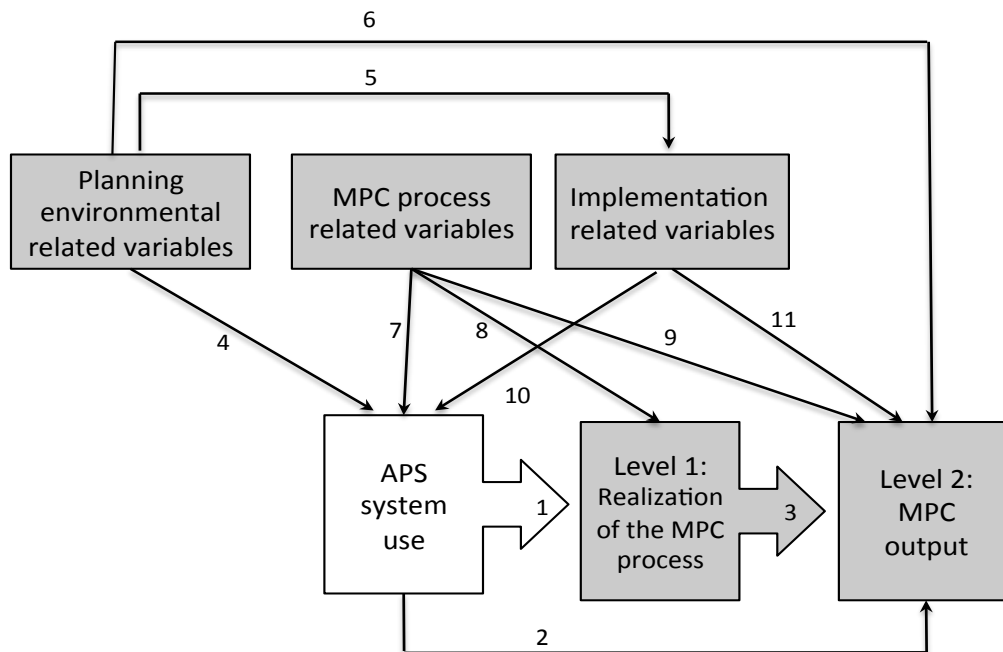 6
5
Planning
environmental
related variables
MPC process
related variables
Implementation
related variables
4
7
8
9
11
10
APS
system
use
1
Level 1:
Realization
of the MPC
process
3
Level 2:
MPC
output
2